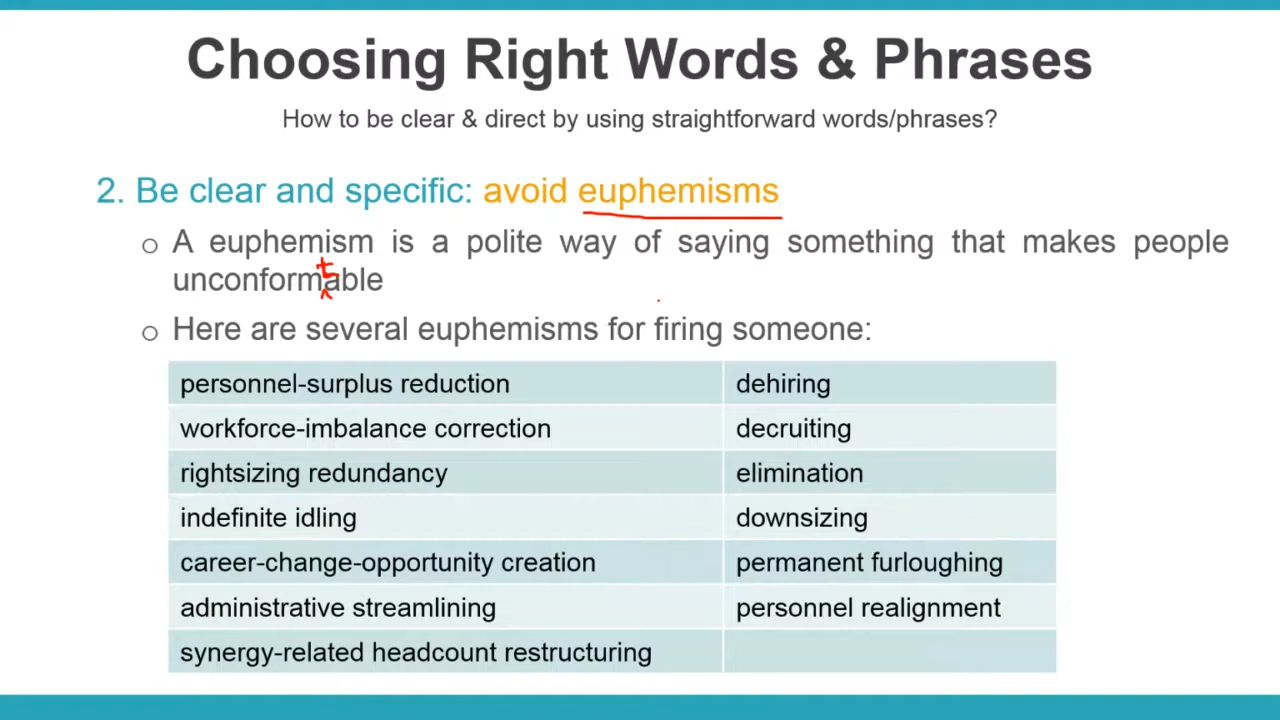 Choosing Right Words & Phrases
How to be clear & direct by using straightforward words/phrases?
2. Be clear and specific: avoid euphemisms
o A euphemism is a polite way of saying something that makes people
t
unconformable
o Here are several euphemisms for firing someone:
personnel-surplus reduction dehiring
workforce-imbalance correction decruiting
rightsizing redundancy elimination
indefinite idling downsizing
career-change-opportunity creation permanent furloughing
administrative streamlining personnel realignment
synergy-related headcount restructuring